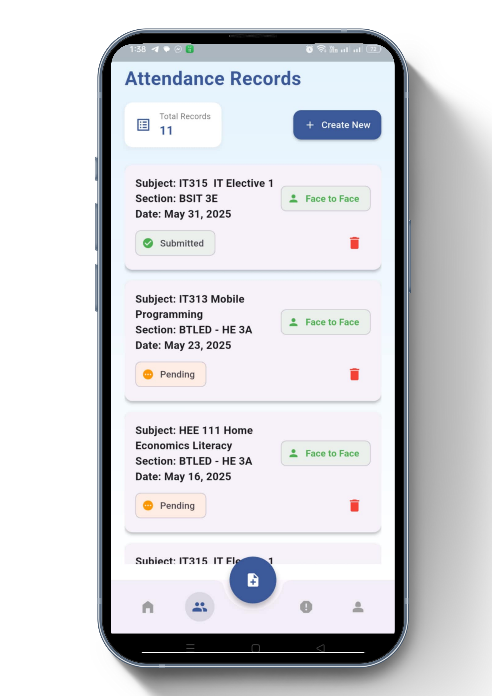 1:38
Attendance Records
Total Records
11
+ Create New
Subject: IT315 IT Elective 1
Section: BSIT 3E
Date: May 31, 2025
Face to Face
Submitted
Subject: IT313 Mobile
Programming
Section: BTLED - HE 3A
Date: May 23, 2025
Face to Face
Pending
Subject: HEE 111 Home
Economics Literacy
Section: BTLED - HE 3A
Date: May 16, 2025
Face to Face
Pending
Subject: IT315 IT Elective 1